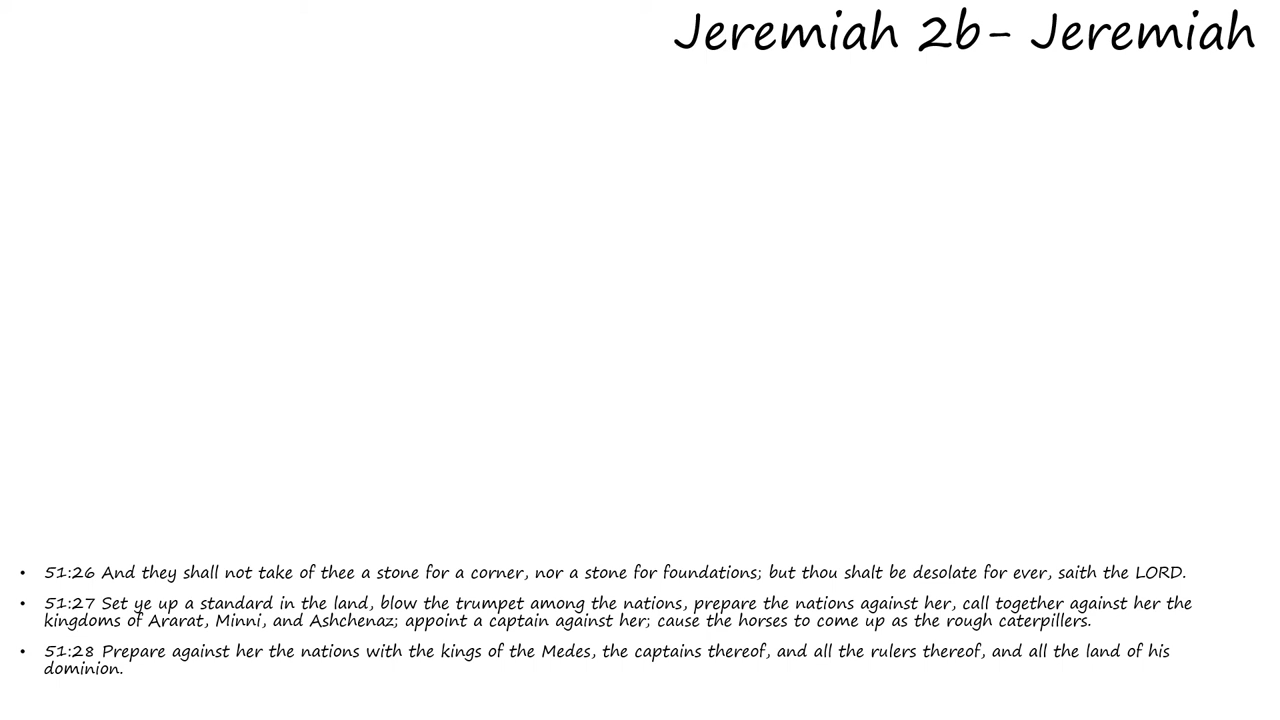 Jeremiah 2b- Jeremiah
• 51:26 And they shall not take of thee a stone for a corner, nor a stone for foundations; but thou shalt be desolate for ever, saith the LORD.
• 51:27 Set ye up a standard in the land, blow the trumpet among the nations, prepare the nations against her, call together against her the
kingdoms of Ararat, Minni, and Ashchenaz; appoint a captain against her; cause the horses to come up as the rough caterpillers.
• 51:28 Prepare against her the nations with the kings of the Medes, the captains thereof, and all the rulers thereof, and all the land of his
dominion.